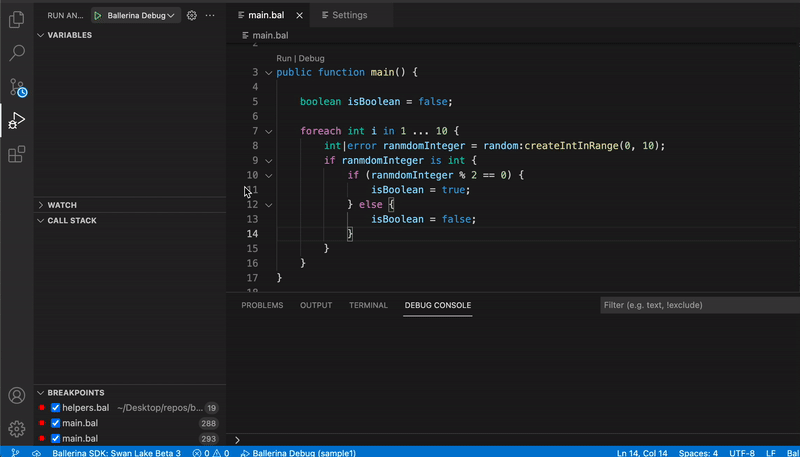 RUN AN... Ballerina Debug ...
VARIABLES
WATCH
CALL STACK
BREAKPOINTS
helpers.bal ~/Desktop/repos/b... 19
main.bal 288
main.bal 293
main.bal Settings
main.bal
2
Run | Debug
3 public function main() {
4
5 boolean isBoolean = false;
6
7 foreach int i in 1 ... 10 {
8 int|error ranmdomInteger = random:createIntInRange(0, 10);
9 if ranmdomInteger is int {
10 if (ranmdomInteger % 2 == 0) {
11 isBoolean = true;
12 } else {
13 isBoolean = false;
14 }
15 }
16 }
17 }
18
PROBLEMS OUTPUT TERMINAL DEBUG CONSOLE Filter (e.g. text, !exclude)
Ballerina SDK: Swan Lake Beta 3 0 0 Ballerina Debug (sample1) Ln 14, Col 14 Spaces: 4 UTF-8 LF Bal